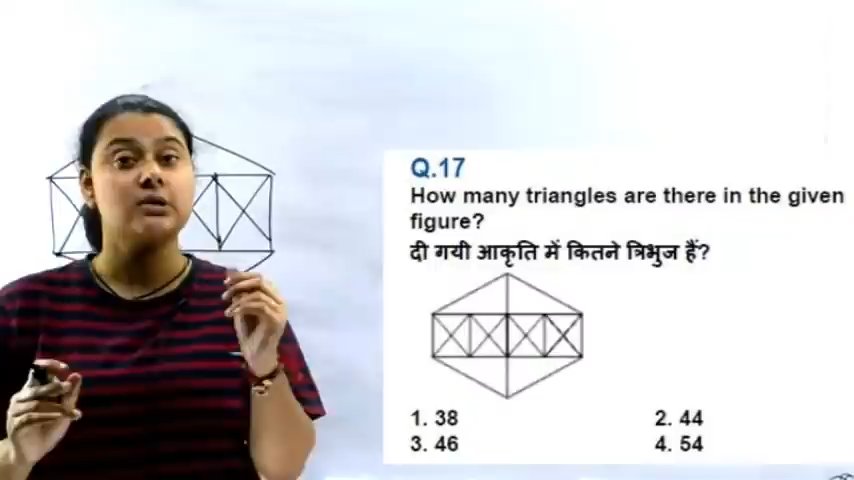 Q.17
How many triangles are there in the given
figure?
दी गयी आकृति में कितने त्रिभुज हैं?
1. 38 2. 44
3. 46 4. 54